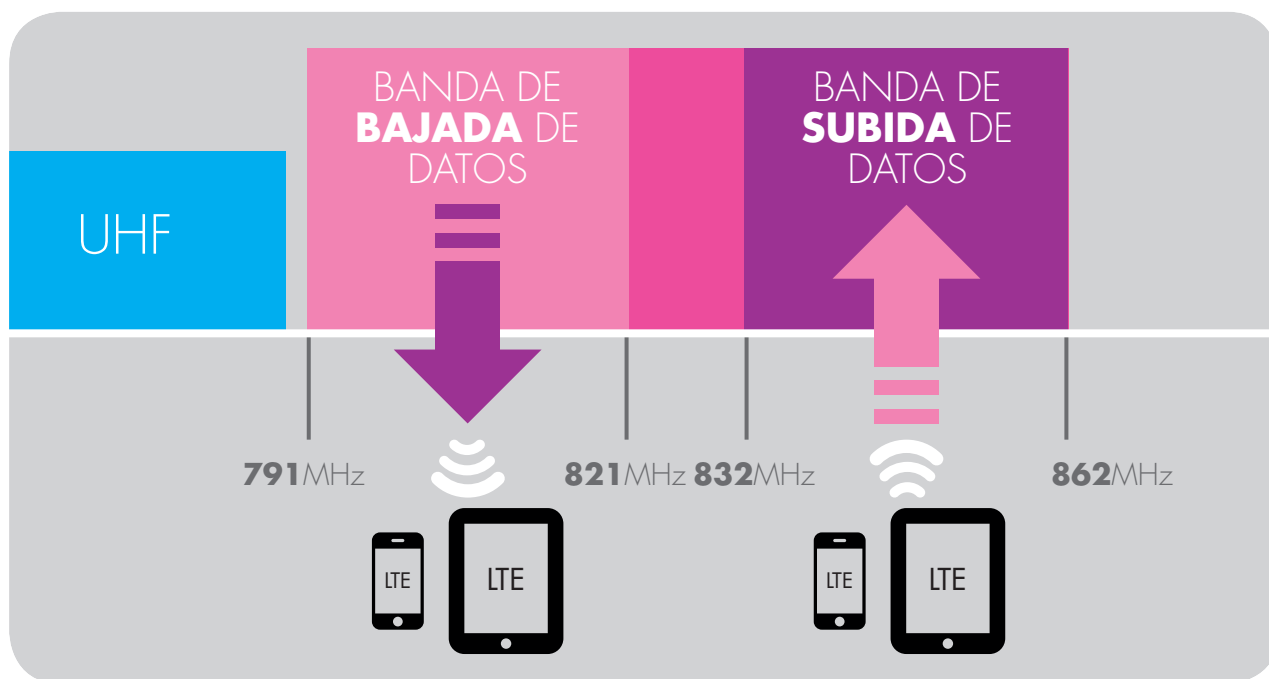 BANDA DE
BAJADA DE
DATOS
BANDA DE
SUBIDA DE
DATOS
UHF
791MHz
821MHz
832MHz
862MHz
LTE
LTE
LTE
LTE